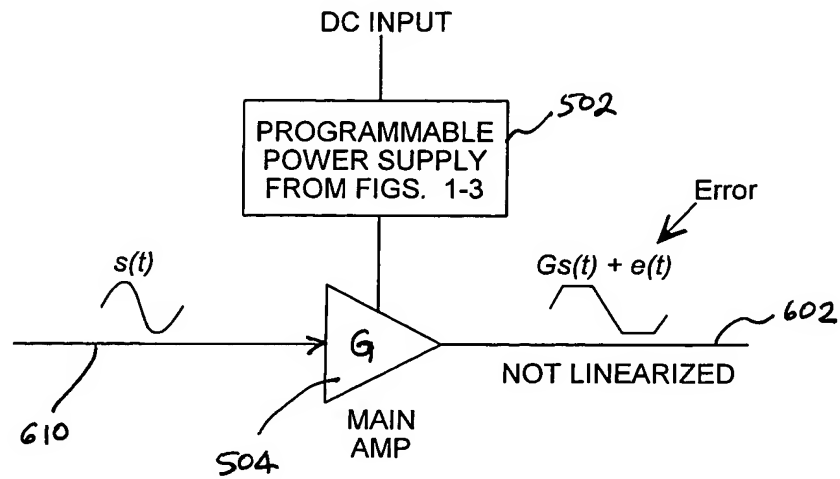 DC INPUT
PROGRAMMABLE
POWER SUPPLY
FROM FIGS. 1-3
502
Error
s(t)
Gs(t) + e(t)
G
602
NOT LINEARIZED
610
504
MAIN
AMP